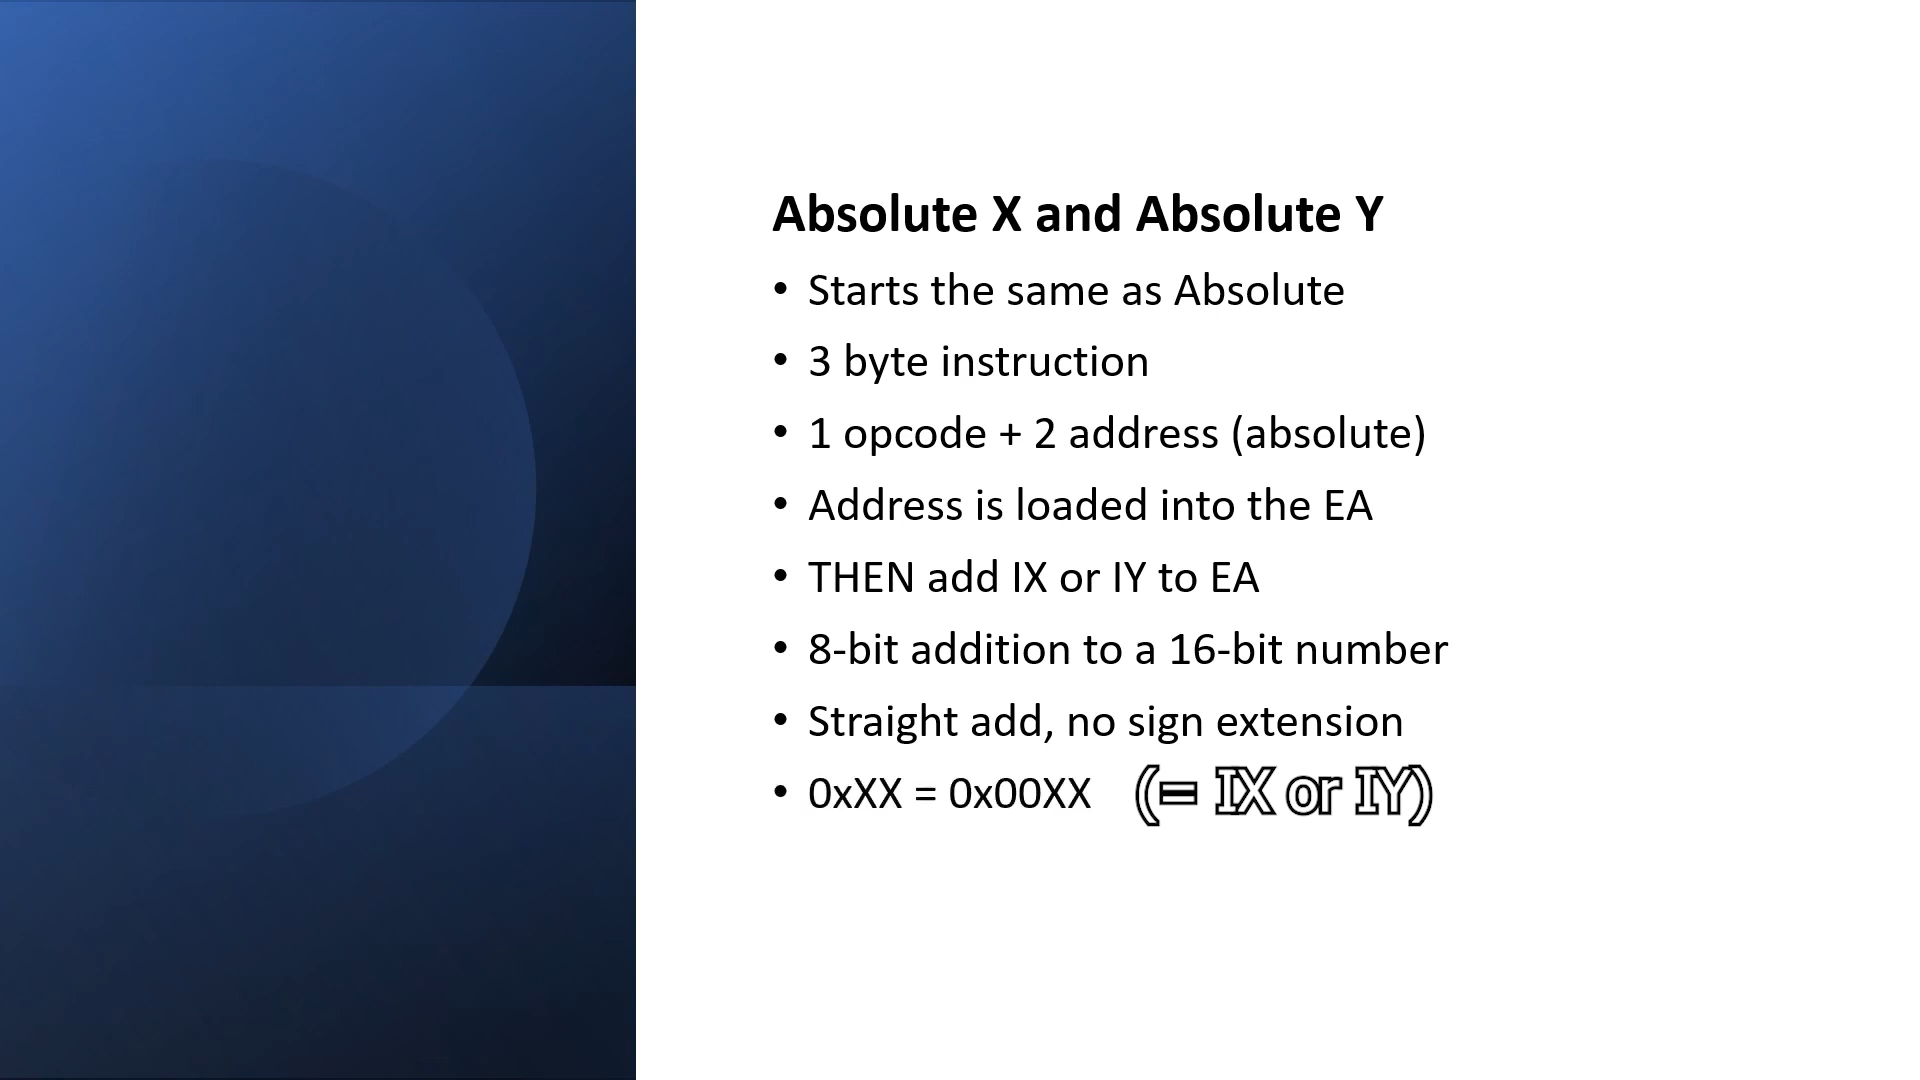 Absolute X and Absolute Y
• Starts the same as Absolute
• 3 byte instruction
• 1 opcode + 2 address (absolute)
• Address is loaded into the EA
• THEN add IX or IY to EA
• 8-bit addition to a 16-bit number
• Straight add, no sign extension
• 0xXX = 0x00XX (= IX or IY)